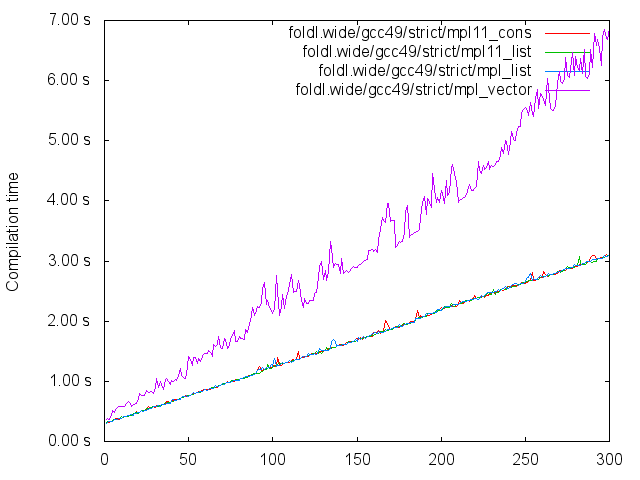 7.00 s
6.00 s
5.00 s
4.00 s
3.00 s
2.00 s
1.00 s
0.00 s
Compilation time
foldl.wide/gcc49/strict/mpl11_cons
foldl.wide/gcc49/strict/mpl11_list
foldl.wide/gcc49/strict/mpl_list
foldl.wide/gcc49/strict/mpl_vector
0 50 100 150 200 250 300